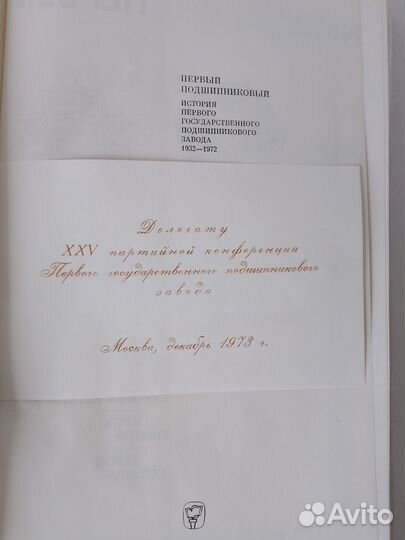 ПЕРВЫЙ
ПОДШИПНИКОВЫЙ
ИСТОРИЯ
ПЕРВОГО
ГОСУДАРСТВЕННОГО
ПОДШИПНИКОВОГО
ЗАВОДА
1932—1972
Делегату
XXV партийной конференции
Первого государственного подшипникового
завода
Москва, декабрь 1973 г.
Avito